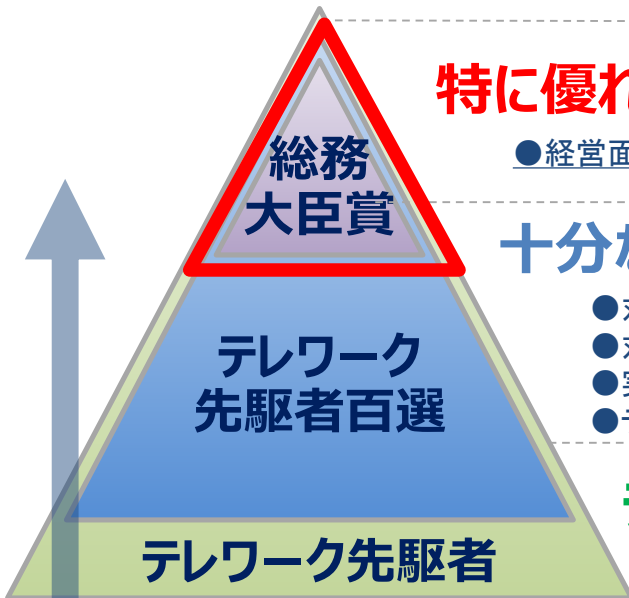 特に優れ
総務
大臣賞
●経営面
十分な
テレワーク
先駆者百選
テレワーク先駆者